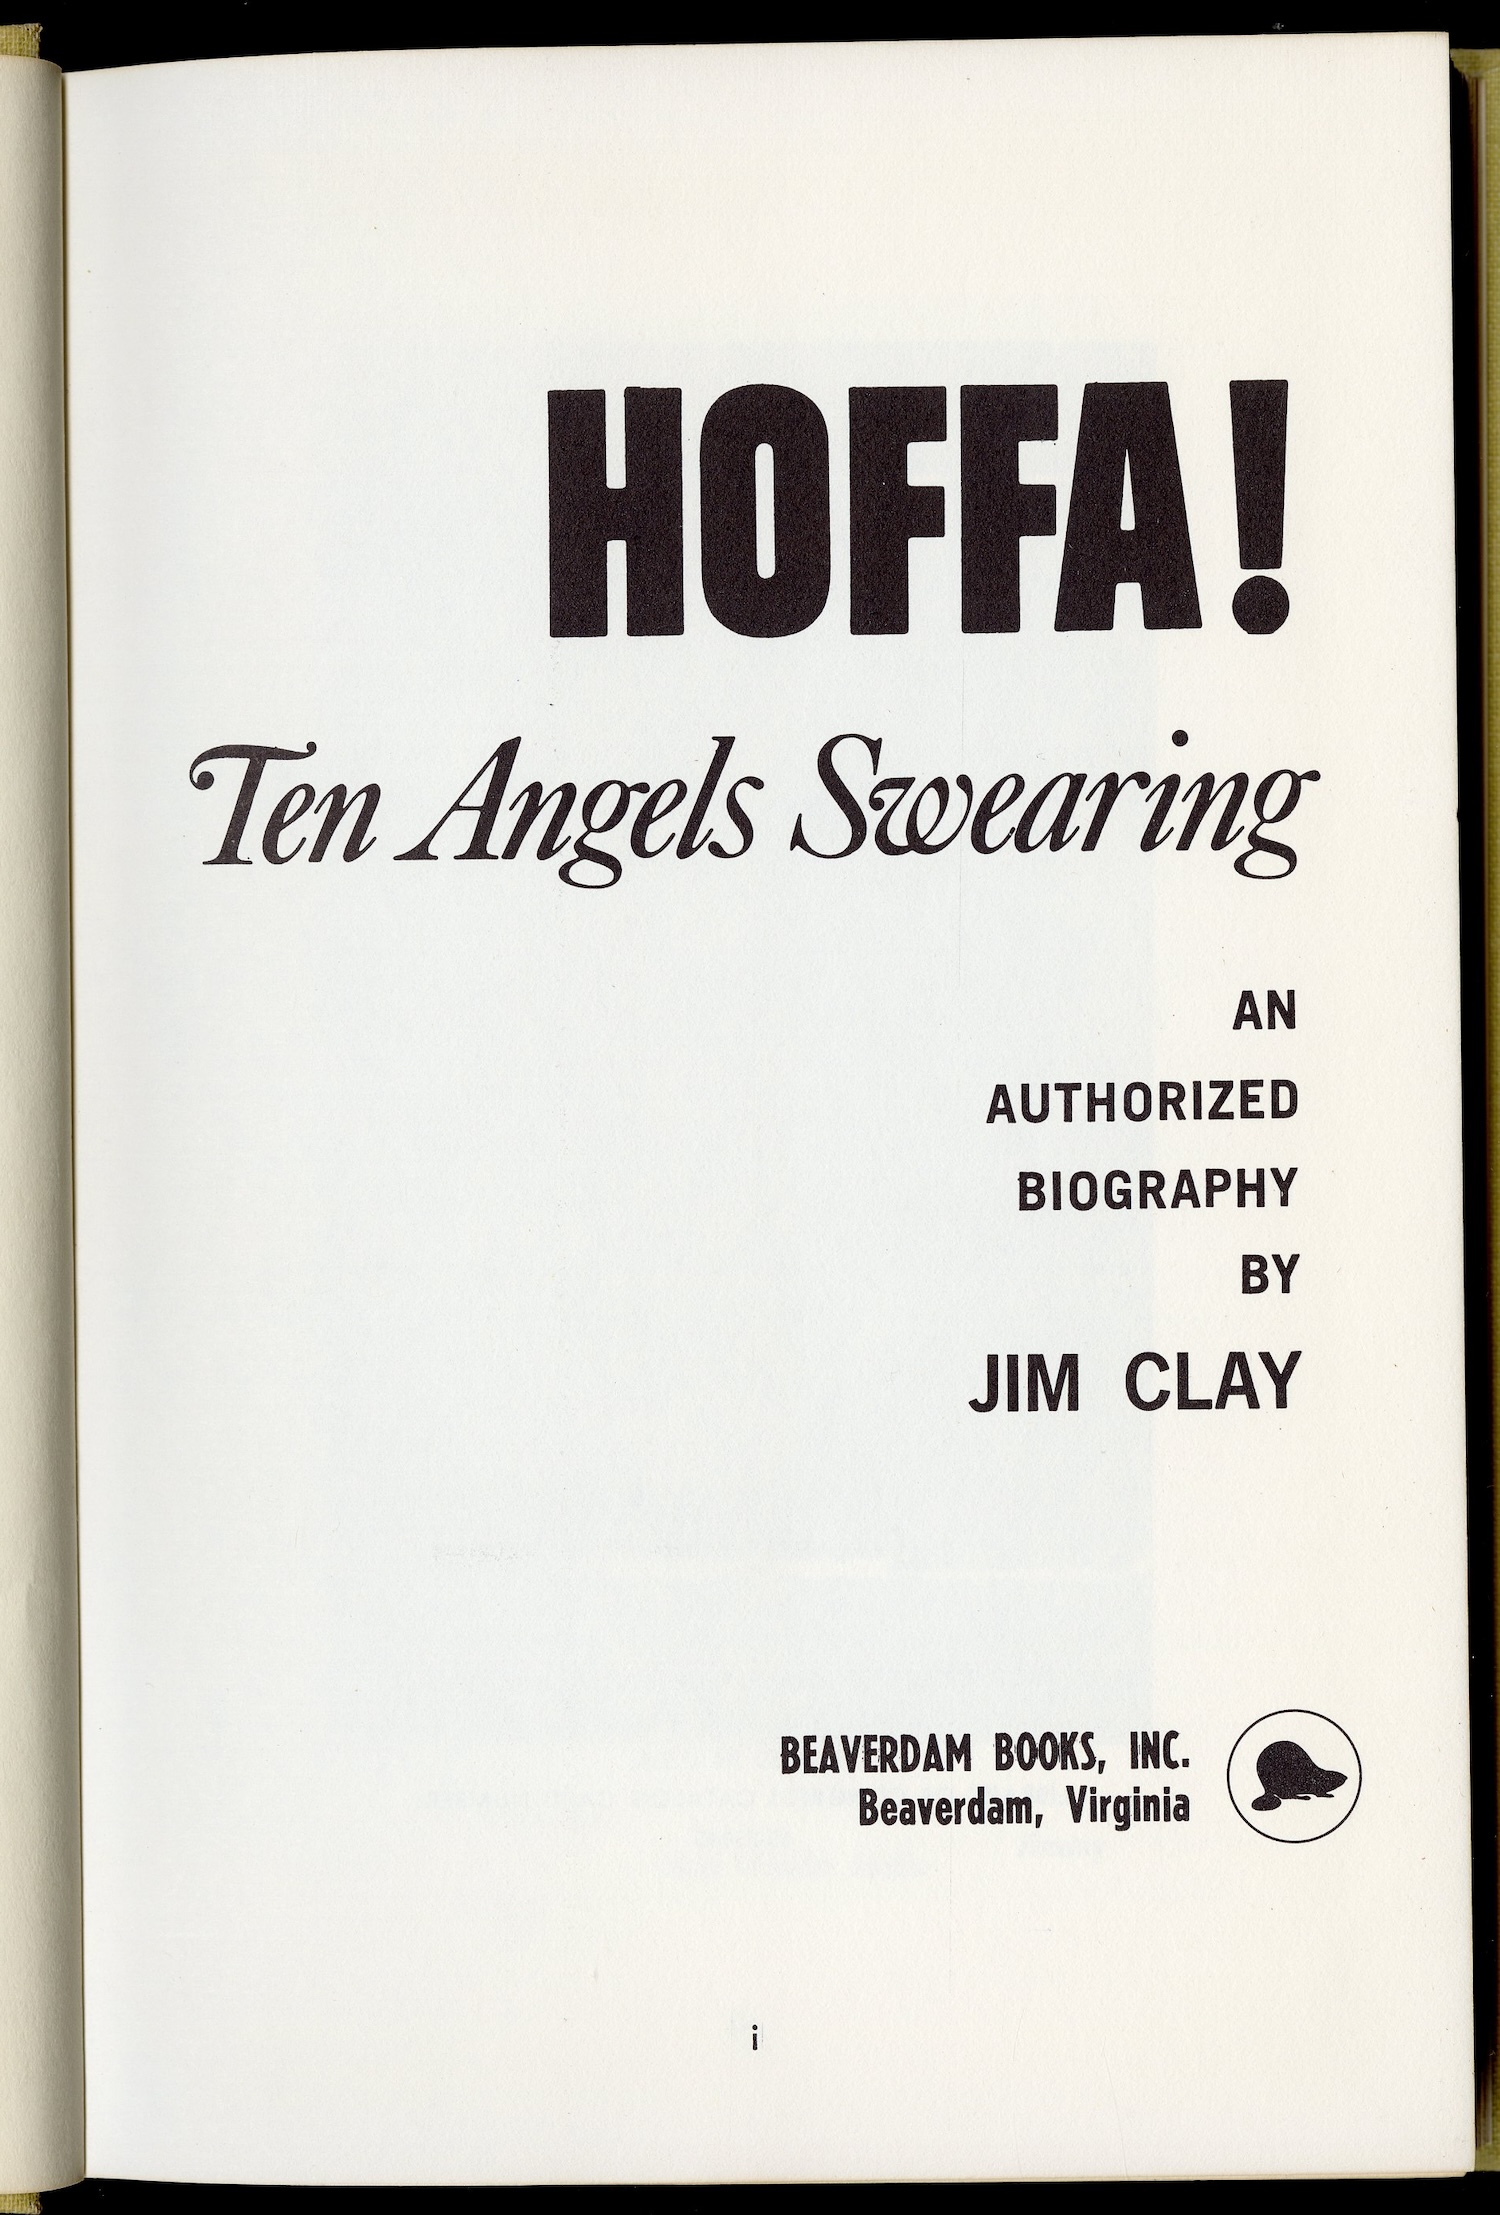 HOFFA!
Ten Angels Swearing
AN
AUTHORIZED
BIOGRAPHY
BY
JIM CLAY
BEAVERDAM BOOKS, INC.
Beaverdam, Virginia
i